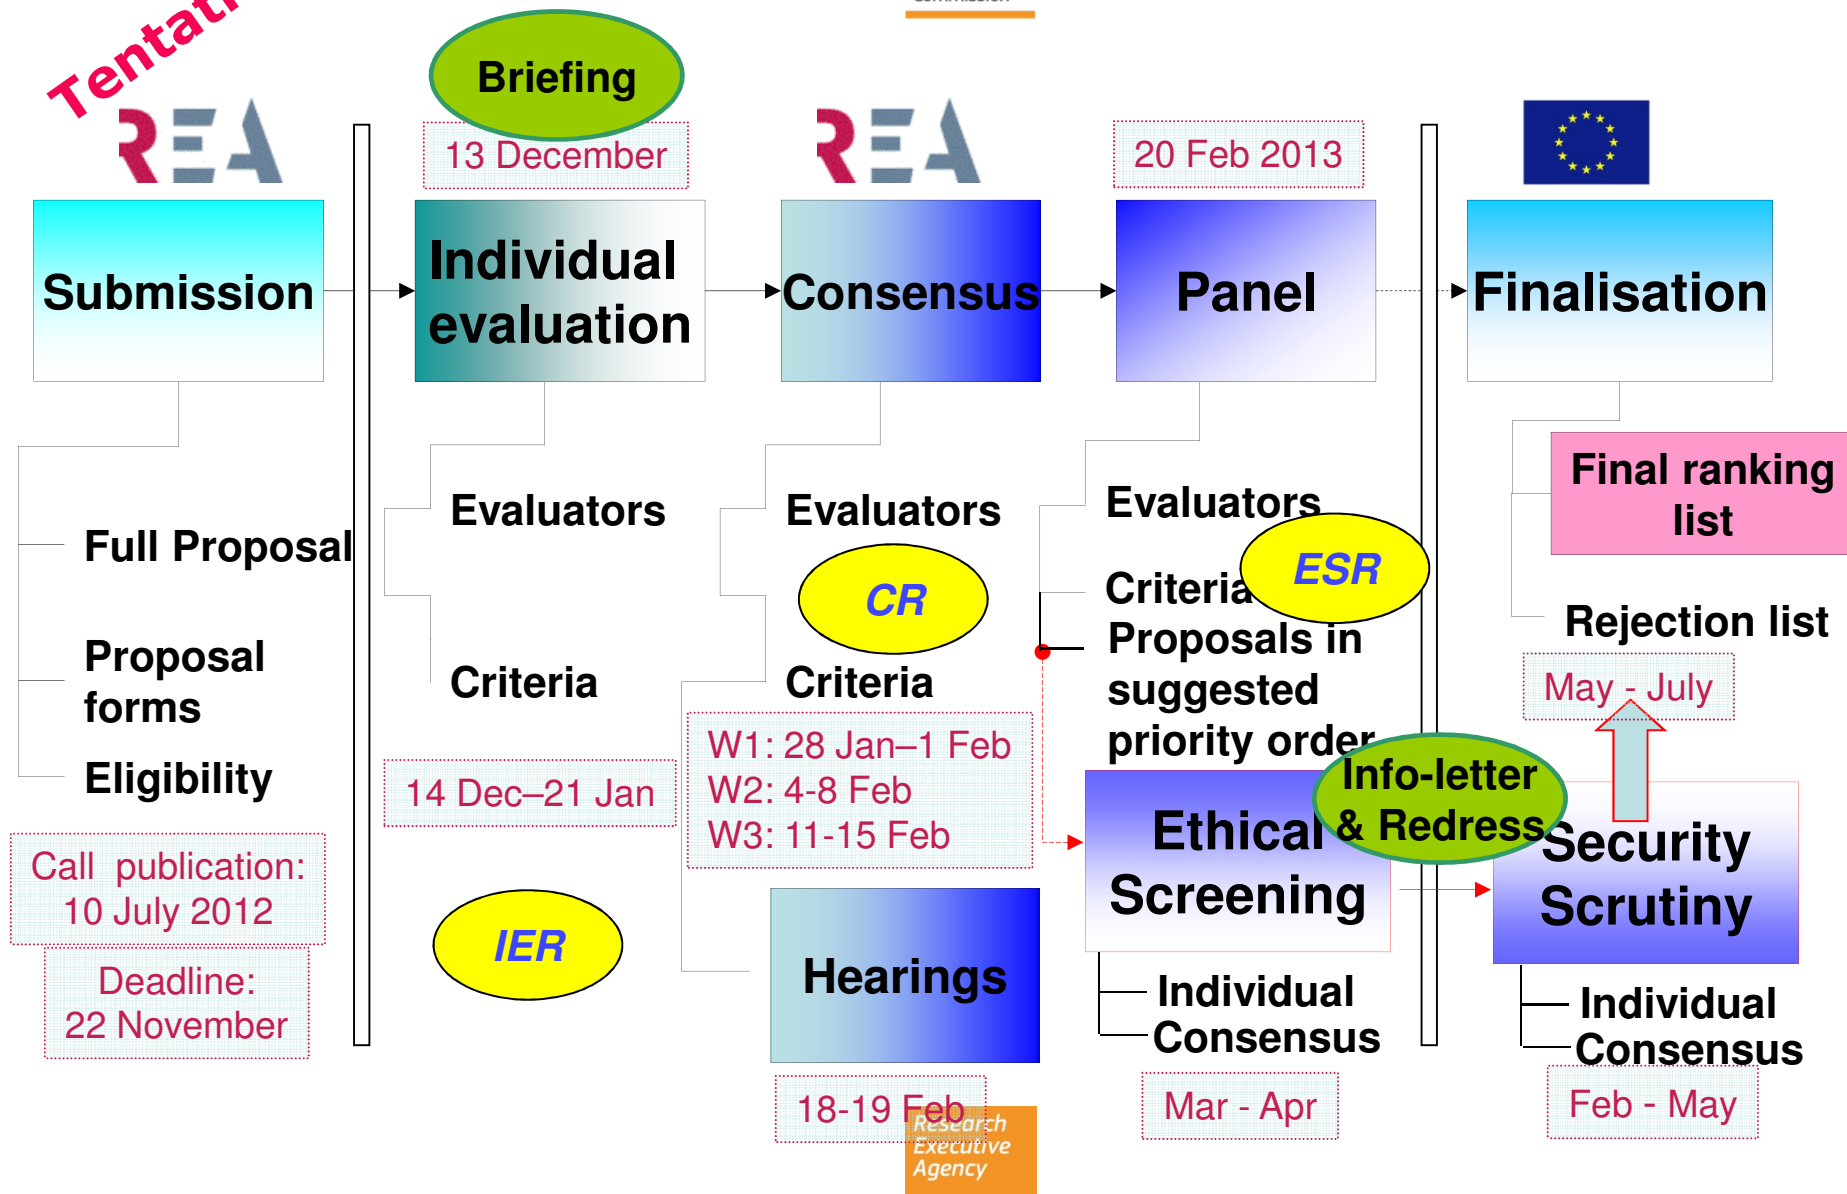 Briefing
REA
13 December
REA
20 Feb 2013
Submission
Individual
evaluation
Consensus
Panel
Finalisation
Full Proposal
Proposal
forms
Eligibility
Call publication:
10 July 2012
Deadline:
22 November
Evaluators
Criteria
14 Dec–21 Jan
IER
Evaluators
CR
Criteria
W1: 28 Jan–1 Feb
W2: 4-8 Feb
W3: 11-15 Feb
Hearings
18-19 Feb
Evaluators
ESR
Criteria
Proposals in
suggested
priority order
Ethical
Screening
Individual
Consensus
Mar - Apr
Info-letter
& Redress
Final ranking
list
Rejection list
May - July
Security
Scrutiny
Individual
Consensus
Feb - May
Research
Executive
Agency